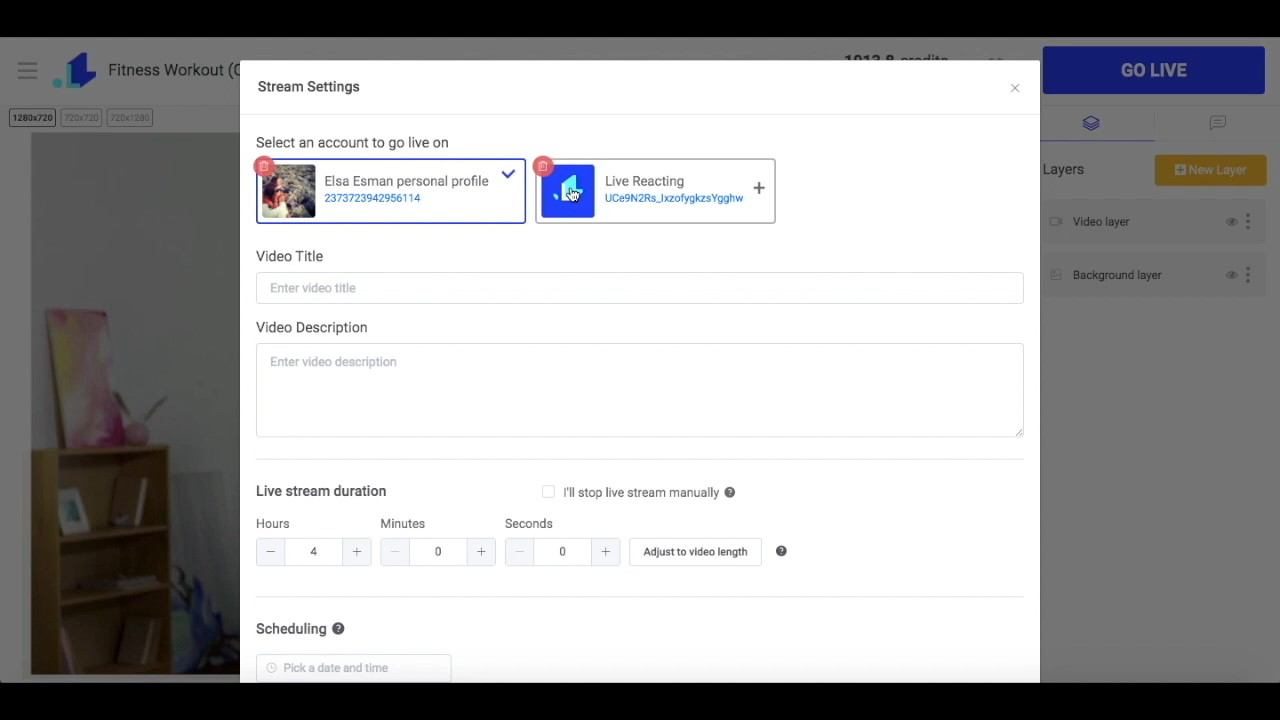 Fitness Workout (
GO LIVE
1280x720 720x720 720x1280
Stream Settings
Select an account to go live on
Elsa Esman personal profile
2373723942956114
Live Reacting
UCe9N2Rs_IxzofygkzsYgghw
Layers
New Layer
Video layer
Background layer
Video Title
Enter video title
Video Description
Enter video description
Live stream duration
I'll stop live stream manually
Hours Minutes Seconds
4 0 0 Adjust to video length
Scheduling
Pick a date and time